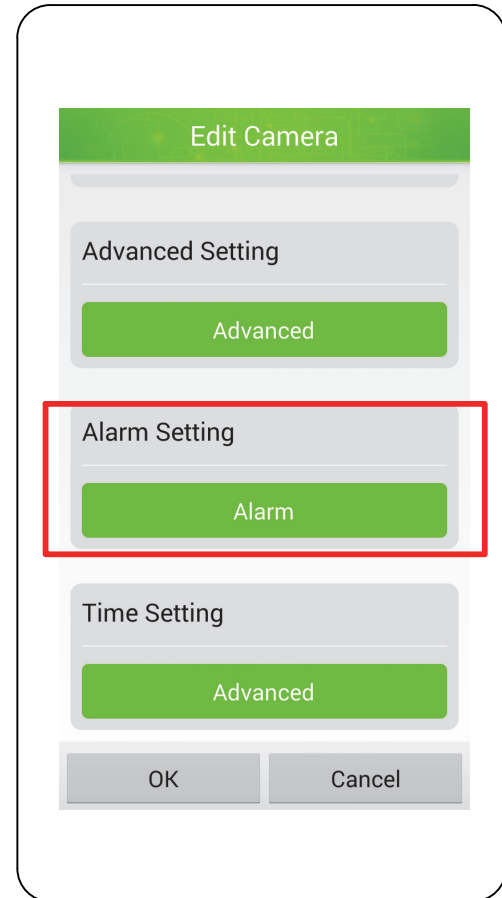 Edit Camera
Advanced Setting
Advanced
Alarm Setting
Alarm
Time Setting
Advanced
OK Cancel